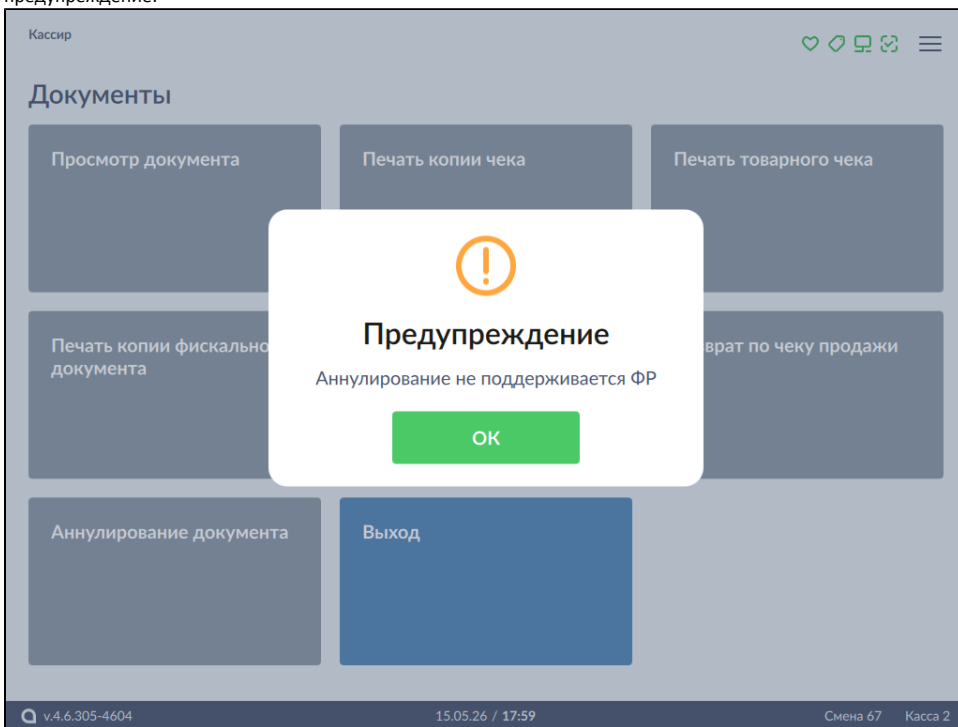 предупреждение.
Кассир
Документы
Просмотр документа
Печать копии чека
Печать товарного чека
Печать копии фискально
документа
врат по чеку продажи
Предупреждение
Аннулирование не поддерживается ФР
ОК
Аннулирование документа
Выход
v.4.6.305-4604
15.05.26 / 17:59
Смена 67
Касса 2